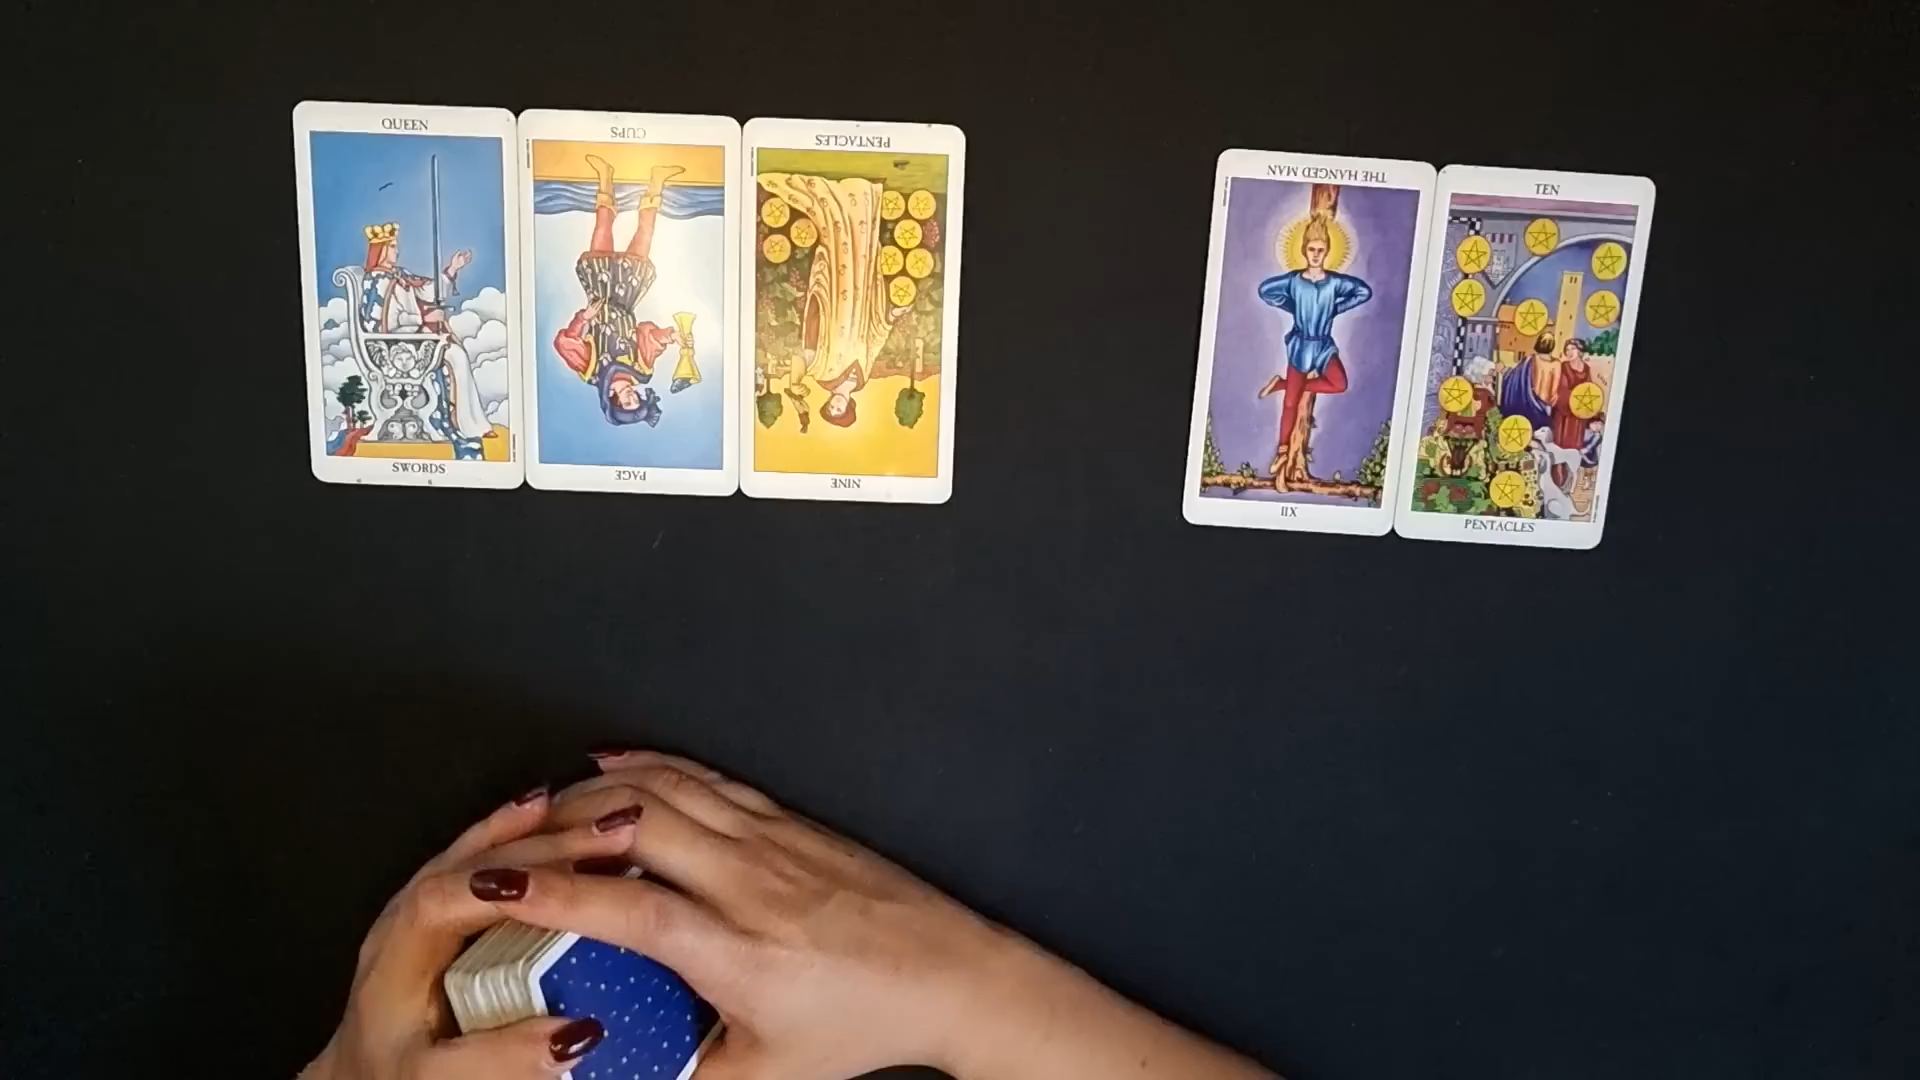 QUEEN
SWORDS
CUPS
PAGE
PENTACLES
NINE
THE HANGED MAN
XII
TEN
PENTACLES